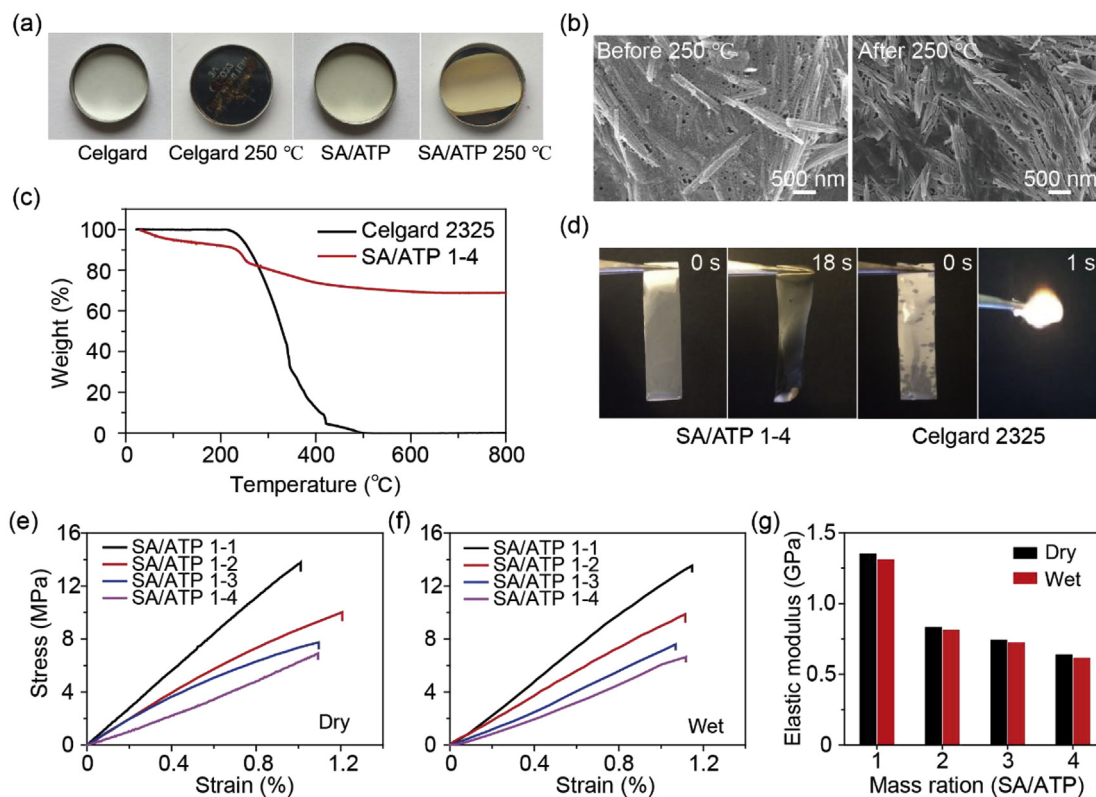 (a)
Celgard
Celgard 250 ℃
SA/ATP
SA/ATP 250 ℃
(b)
Before 250 ℃
500 nm
After 250 ℃
500 nm
(c)
100
80
60
40
20
0
Weight (%)
Celgard 2325
SA/ATP 1-4
0 200 400 600 800
Temperature (℃)
(d)
0 s
18 s
0 s
1 s
SA/ATP 1-4
Celgard 2325
(e)
16
12
8
4
0
Stress (MPa)
SA/ATP 1-1
SA/ATP 1-2
SA/ATP 1-3
SA/ATP 1-4
Dry
0 0.4 0.8 1.2
Strain (%)
(f)
16
12
8
4
0
SA/ATP 1-1
SA/ATP 1-2
SA/ATP 1-3
SA/ATP 1-4
Wet
0 0.4 0.8 1.2
Strain (%)
(g)
1.5
1.0
0.5
0
Elastic modulus (GPa)
Dry
Wet
1 2 3 4
Mass ration (SA/ATP)